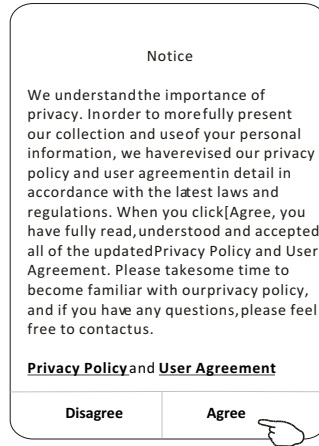 Notice
We understandthe importance of
privacy. Inorder to morefully present
our collection and useof your personal
information, we haverevised our privacy
policy and user agreementin detail in
accordance with the latest laws and
regulations. When you click[Agree, you
have fully read,understood and accepted
all of the updatedPrivacy Policy and User
Agreement. Please takesome time to
become familiar with ourprivacy policy,
and if you have any questions,please feel
free to contactus.
Privacy Policy and User Agreement
Disagree Agree